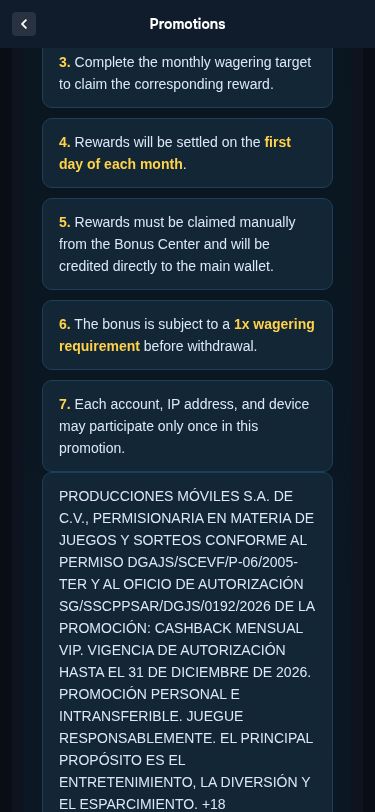 Promotions
3. Complete the monthly wagering target
to claim the corresponding reward.
4. Rewards will be settled on the first
day of each month.
5. Rewards must be claimed manually
from the Bonus Center and will be
credited directly to the main wallet.
6. The bonus is subject to a 1x wagering
requirement before withdrawal.
7. Each account, IP address, and device
may participate only once in this
promotion.
PRODUCCIONES MÓVILES S.A. DE
C.V., PERMISIONARIA EN MATERIA DE
JUEGOS Y SORTEOS CONFORME AL
PERMISO DGAJS/SCEVF/P-06/2005-
TER Y AL OFICIO DE AUTORIZACIÓN
SG/SSCPPSAR/DGJS/0192/2026 DE LA
PROMOCIÓN: CASHBACK MENSUAL
VIP. VIGENCIA DE AUTORIZACIÓN
HASTA EL 31 DE DICIEMBRE DE 2026.
PROMOCIÓN PERSONAL E
INTRANSFERIBLE. JUEGUE
RESPONSABLEMENTE. EL PRINCIPAL
PROPÓSITO ES EL
ENTRETENIMIENTO, LA DIVERSIÓN Y
EL ESPARCIMIENTO. +18